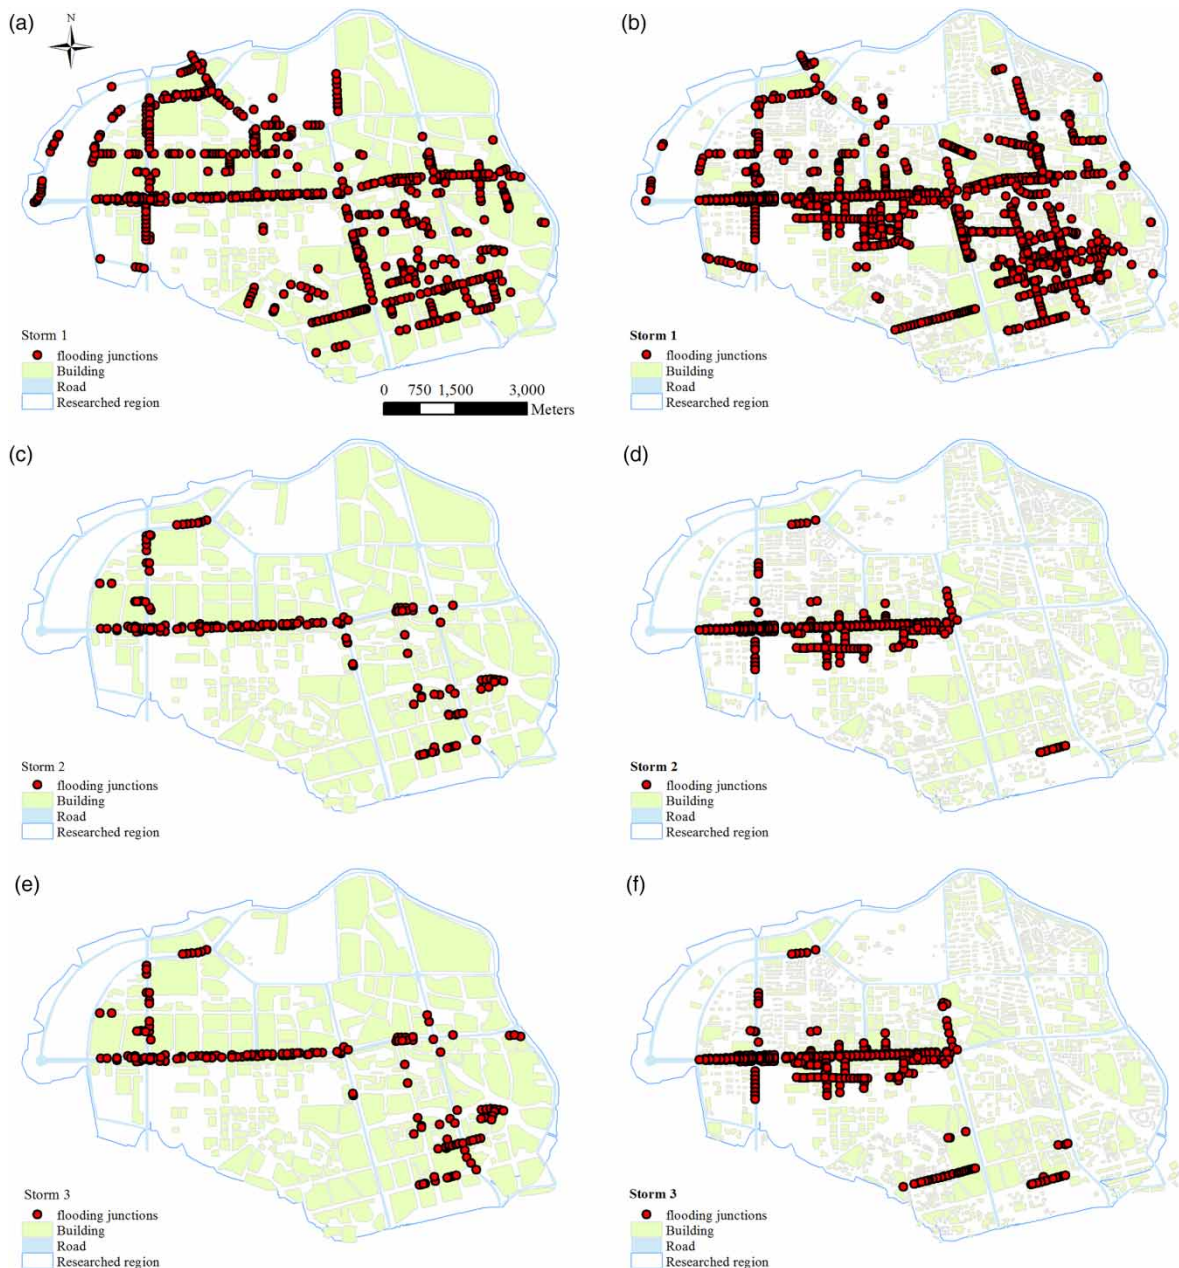 (a)
N
(b)
Storm 1
flooding junctions
Building
Road
Researched region
0 750 1,500 3,000
Meters
Storm 1
flooding junctions
Building
Road
Researched region
(c)
(d)
Storm 2
flooding junctions
Building
Road
Researched region
Storm 2
flooding junctions
Building
Road
Researched region
(e)
(f)
Storm 3
flooding junctions
Building
Road
Researched region
Storm 3
flooding junctions
Building
Road
Researched region